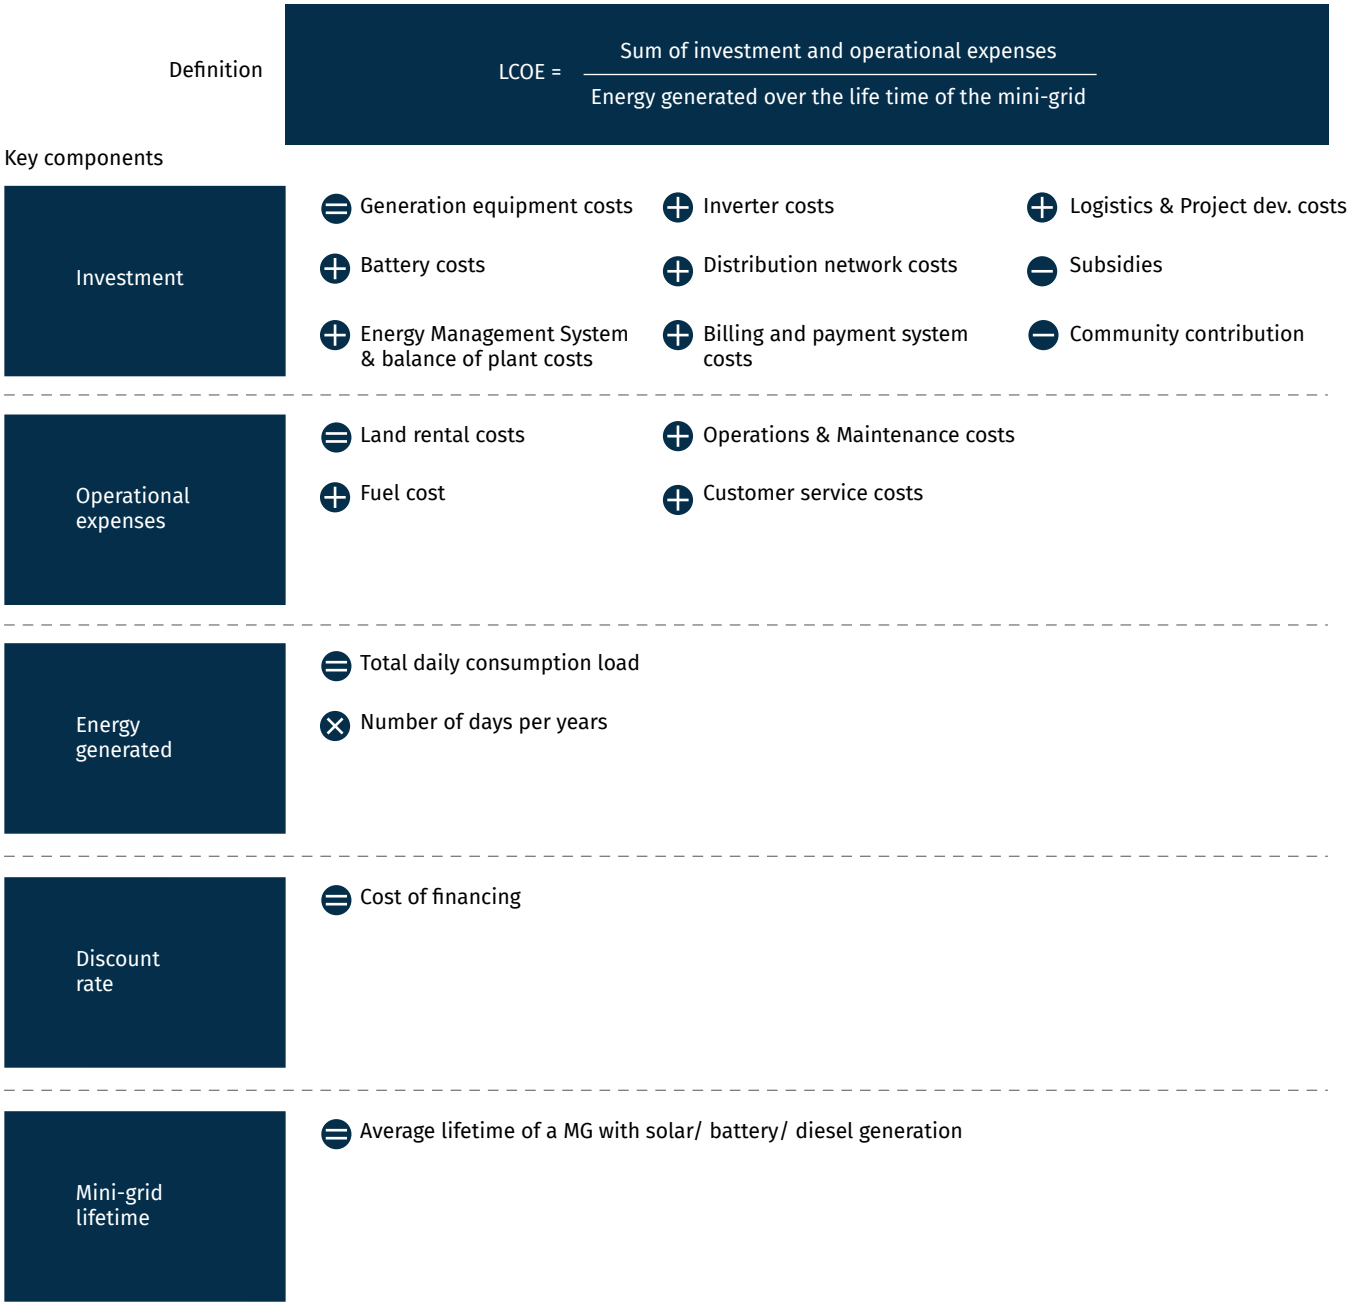 Definition
LCOE =
Sum of investment and operational expenses
Energy generated over the life time of the mini-grid
Key components
Investment
Generation equipment costs
Inverter costs
Logistics & Project dev. costs
Battery costs
Distribution network costs
Subsidies
Energy Management System
& balance of plant costs
Billing and payment system
costs
Community contribution
Operational
expenses
Land rental costs
Operations & Maintenance costs
Fuel cost
Customer service costs
Energy
generated
Total daily consumption load
Number of days per years
Discount
rate
Cost of financing
Mini-grid
lifetime
Average lifetime of a MG with solar/ battery/ diesel generation